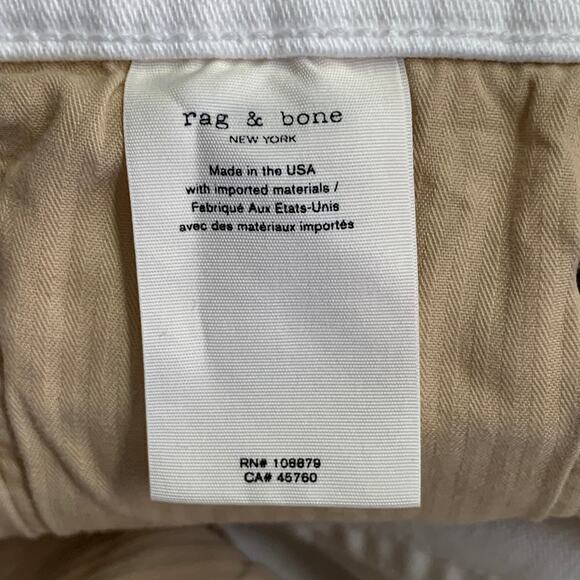 rag & bone
NEW YORK
Made in the USA
with imported materials /
Fabriqué Aux Etats-Unis
avec des matériaux importés
RN# 108879
CA# 45760